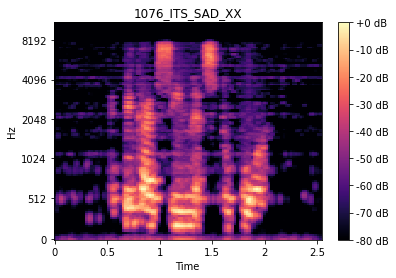 1076_ITS_SAD_XX
+0 dB
8192
-10 dB
4096
-20 dB
-30 dB
2048
Hz
-40 dB
1024
-50 dB
512
-60 dB
-70 dB
0
-80 dB
0 0.5 1 1.5 2 2.5
Time